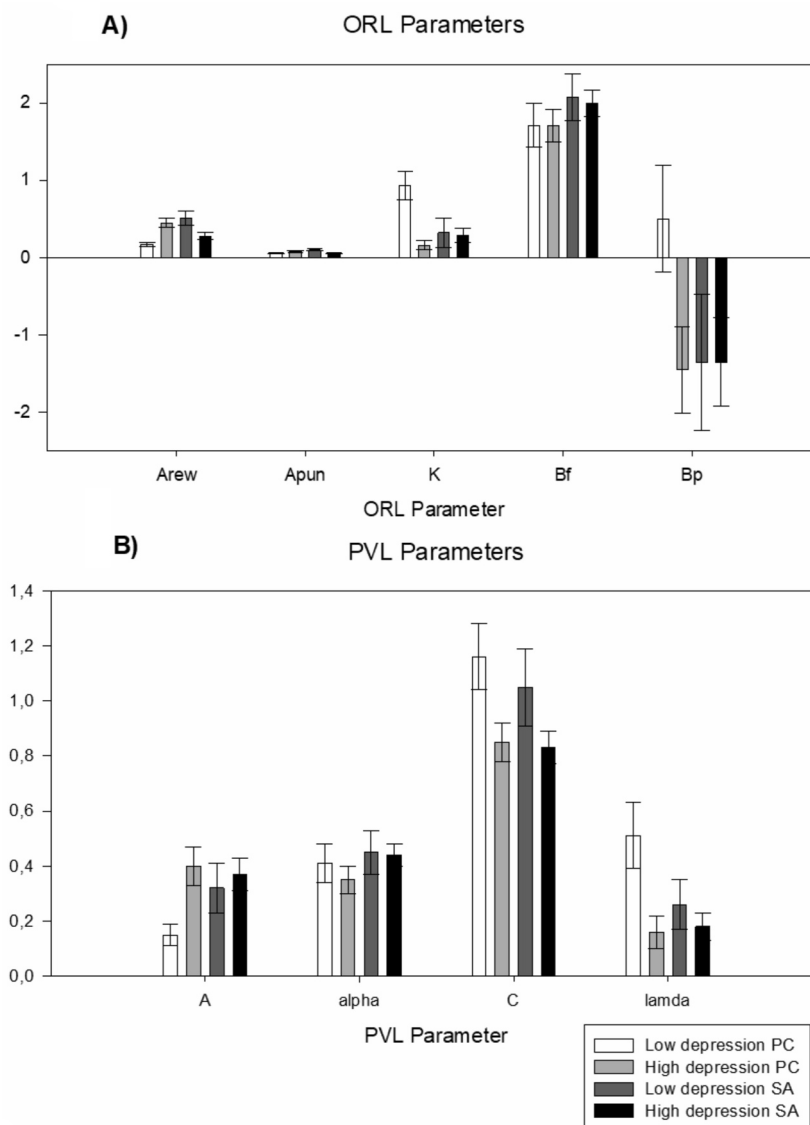 A)
ORL Parameters
2
1
0
-1
-2
Arew Apun K Bf Bp
ORL Parameter
B)
PVL Parameters
1,4
1,2
1,0
0,8
0,6
0,4
0,2
0,0
A alpha C lamda
PVL Parameter
Low depression PC
High depression PC
Low depression SA
High depression SA